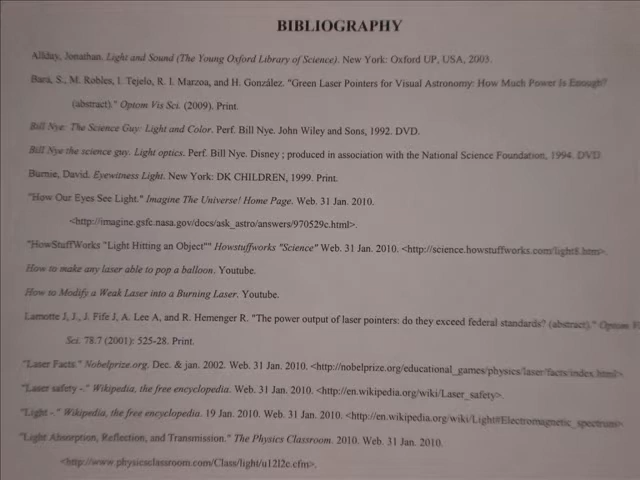 BIBLIOGRAPHY
Allday, Jonathan. Light and Sound (The Young Oxford Library of Science). New York: Oxford UP, USA, 2003.
Bara, S., M. Robles, I. Tejelo, R. I. Marzoa, and H. González. "Green Laser Pointers for Visual Astronomy: How Much Power Is Enough?
(abstract)." Optom Vis Sci. (2009). Print.
Bill Nye: The Science Guy: Light and Color. Perf. Bill Nye. John Wiley and Sons, 1992. DVD.
Bill Nye the science guy. Light optics. Perf. Bill Nye. Disney ; produced in association with the National Science Foundation, 1994. DVD
Burnie, David. Eyewitness Light. New York: DK CHILDREN, 1999. Print.
"How Our Eyes See Light." Imagine The Universe! Home Page. Web. 31 Jan. 2010.
<http://imagine.gsfc.nasa.gov/docs/ask_astro/answers/970529c.html>.
"HowStuffWorks "Light Hitting an Object"" Howstuffworks "Science" Web. 31 Jan. 2010. <http://science.howstuffworks.com/light8.htm>.
How to make any laser able to pop a balloon. Youtube.
How to Modify a Weak Laser into a Burning Laser. Youtube.
Lamotte J, J., J. Fife J, A. Lee A, and R. Hemenger R. "The power output of laser pointers: do they exceed federal standards? (abstract)." Optom
Sci. 78.7 (2001): 525-28. Print.
"Laser Facts." Nobelprize.org. Dec. & jan. 2002. Web. 31 Jan. 2010. <http://nobelprize.org/educational_games/physics/laser/facts/index.html>.
"Laser safety -." Wikipedia, the free encyclopedia. Web. 31 Jan. 2010. <http://en.wikipedia.org/wiki/Laser_safety>.
"Light -." Wikipedia, the free encyclopedia. 19 Jan. 2010. Web. 31 Jan. 2010. <http://en.wikipedia.org/wiki/Light#Electromagnetic_spectrum>.
"Light Absorption, Reflection, and Transmission." The Physics Classroom. 2010. Web. 31 Jan. 2010.
<http://www.physicsclassroom.com/Class/light/u12l2c.cfm>.